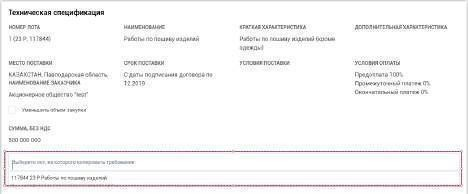 Техническая спецификация
НОМЕР ЛОТА НАИМЕНОВАНИЕ КРАТКАЯ ХАРАКТЕРИСТИКА ДОПОЛНИТЕЛЬНАЯ ХАРАКТЕРИСТИКА
1 (23 Р, 117844) Работы по пошиву изделий Работы по пошиву изделий (кроме
одежды)
МЕСТО ПОСТАВКИ СРОК ПОСТАВКИ УСЛОВИЯ ПОСТАВКИ УСЛОВИЯ ОПЛАТЫ
КАЗАХСТАН, Павлодарская область, С даты подписания договора по Предоплата 100%
НАИМЕНОВАНИЕ ЗАКАЗЧИКА 12.2019 Промежуточный платеж 0%
Акционерное общество "test" Окончательный платеж 0%
Уменьшить объем закупки
СУММА, БЕЗ НДС
500 000 000
Выберите лот, из которого копировать требования
117844 23 Р Работы по пошиву изделий